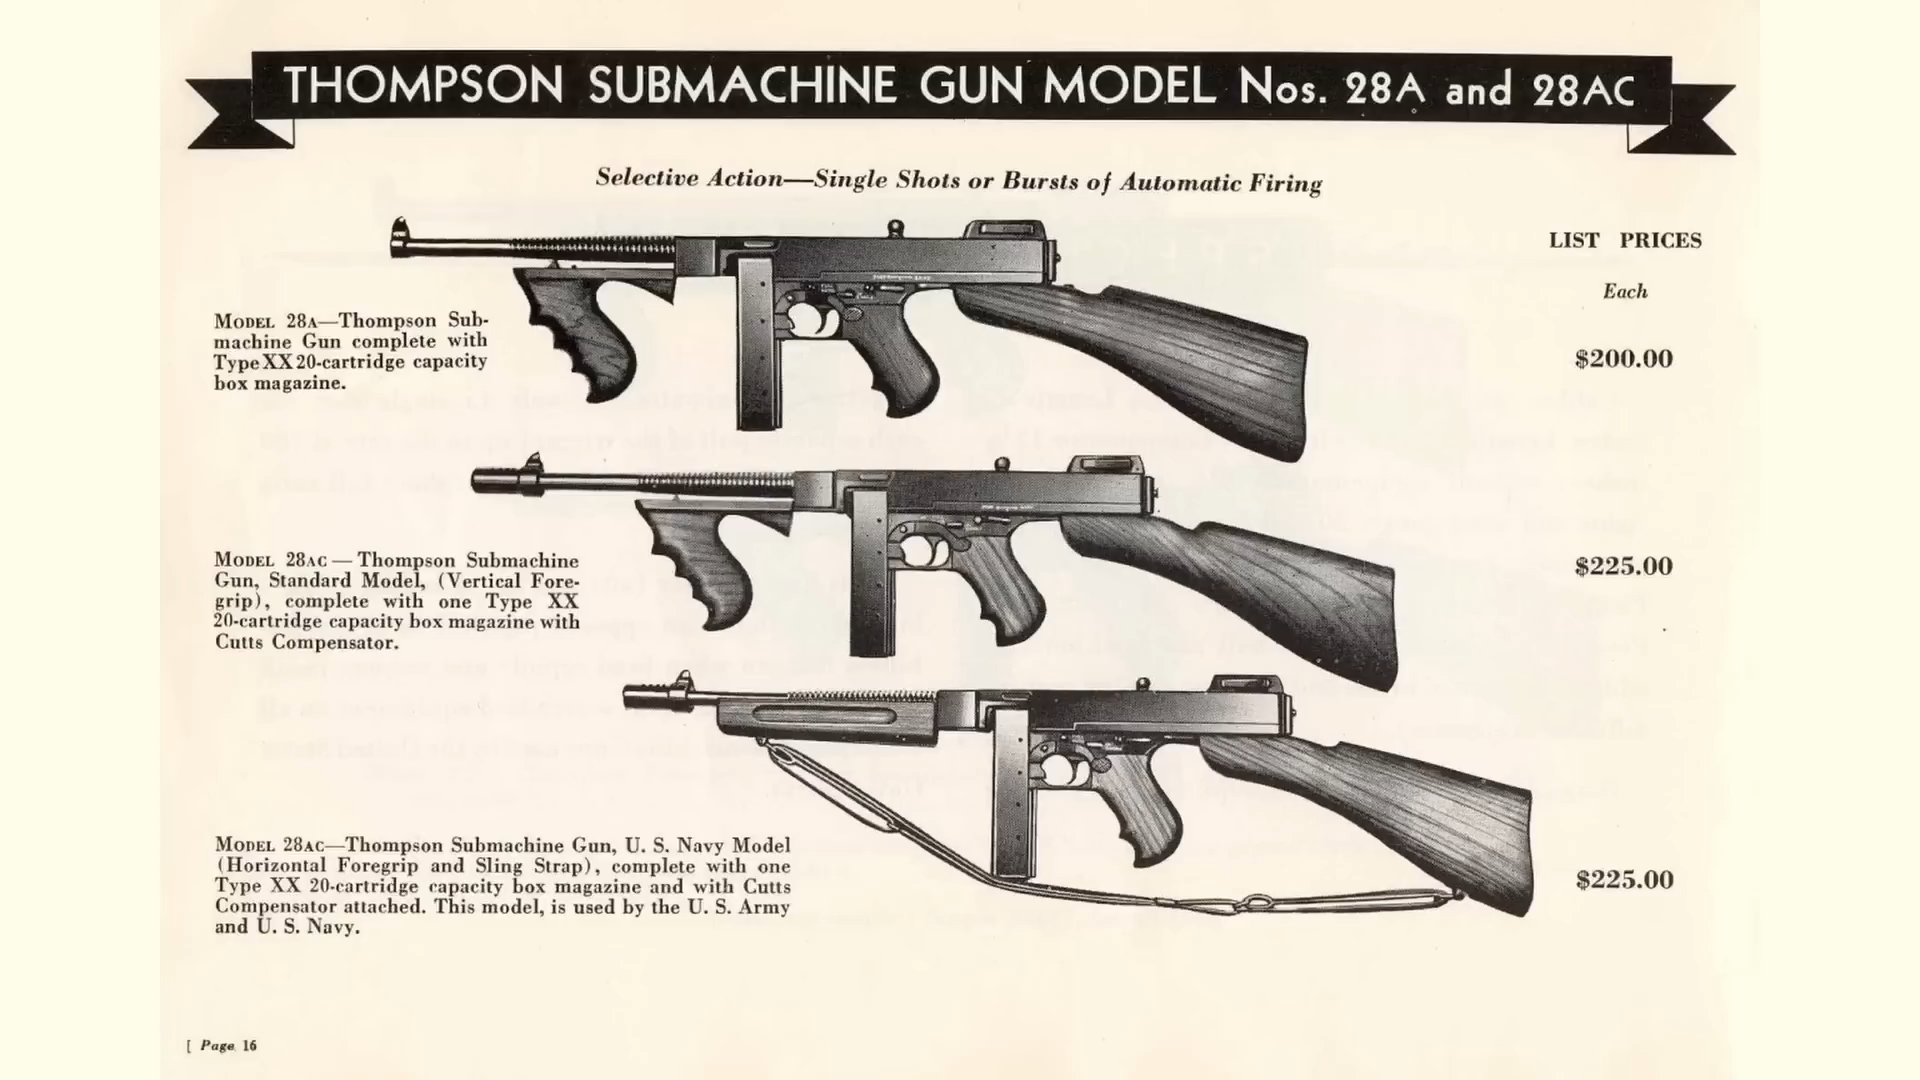 THOMPSON SUBMACHINE GUN MODEL Nos. 28A and 28AC
Selective Action—Single Shots or Bursts of Automatic Firing
LIST PRICES
Each
MODEL 28A—Thompson Sub-
machine Gun complete with
Type XX 20-cartridge capacity
box magazine.
$200.00
MODEL 28AC — Thompson Submachine
Gun, Standard Model, (Vertical Fore-
grip), complete with one Type XX
20-cartridge capacity box magazine with
Cutts Compensator.
$225.00
MODEL 28AC—Thompson Submachine Gun, U. S. Navy Model
(Horizontal Foregrip and Sling Strap), complete with one
Type XX 20-cartridge capacity box magazine and with Cutts
Compensator attached. This model, is used by the U. S. Army
and U. S. Navy.
$225.00
[ Page 16